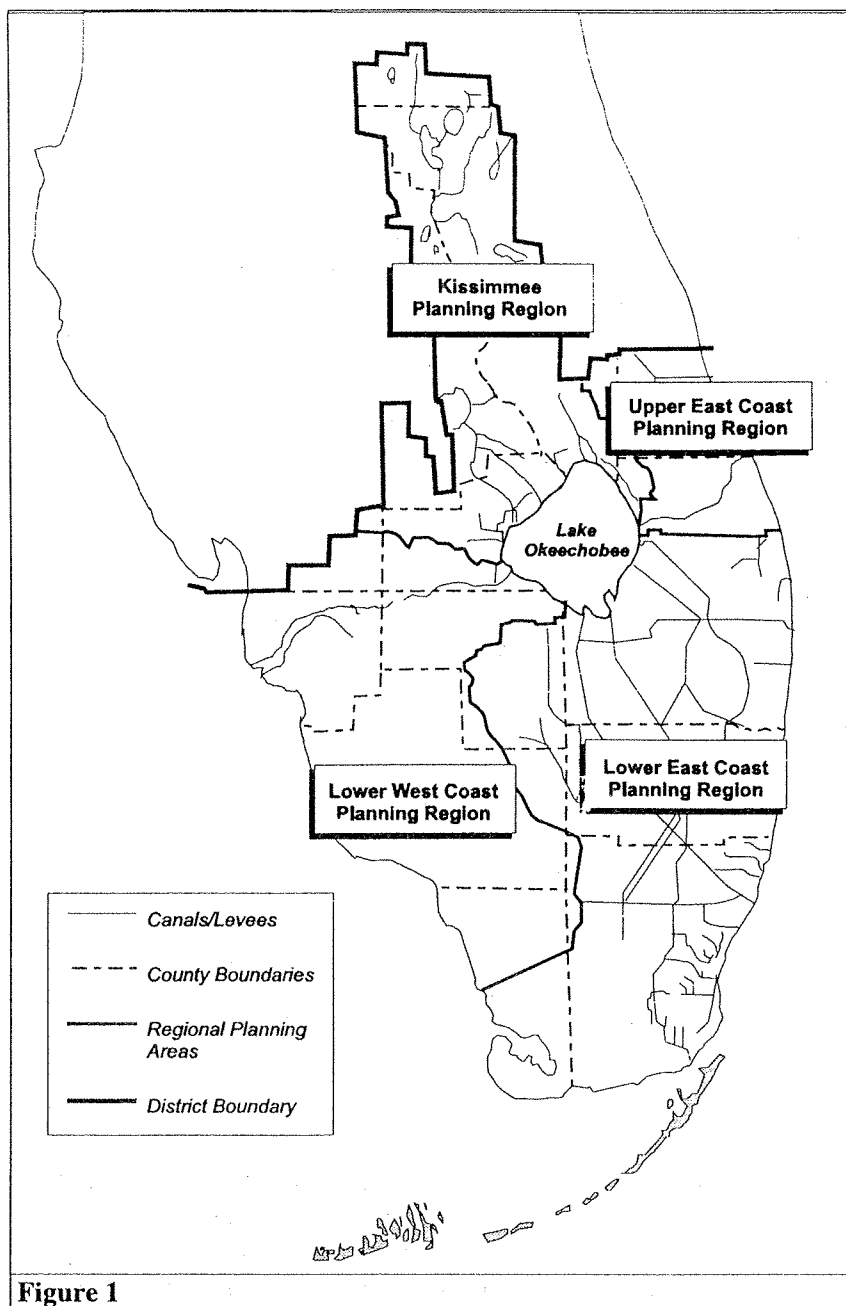 Kissimmee
Planning Region
Upper East Coast
Planning Region
Lake
Okeechobee
Lower West Coast
Planning Region
Lower East Coast
Planning Region
Canals/Levees
County Boundaries
Regional Planning
Areas
District Boundary
Figure 1